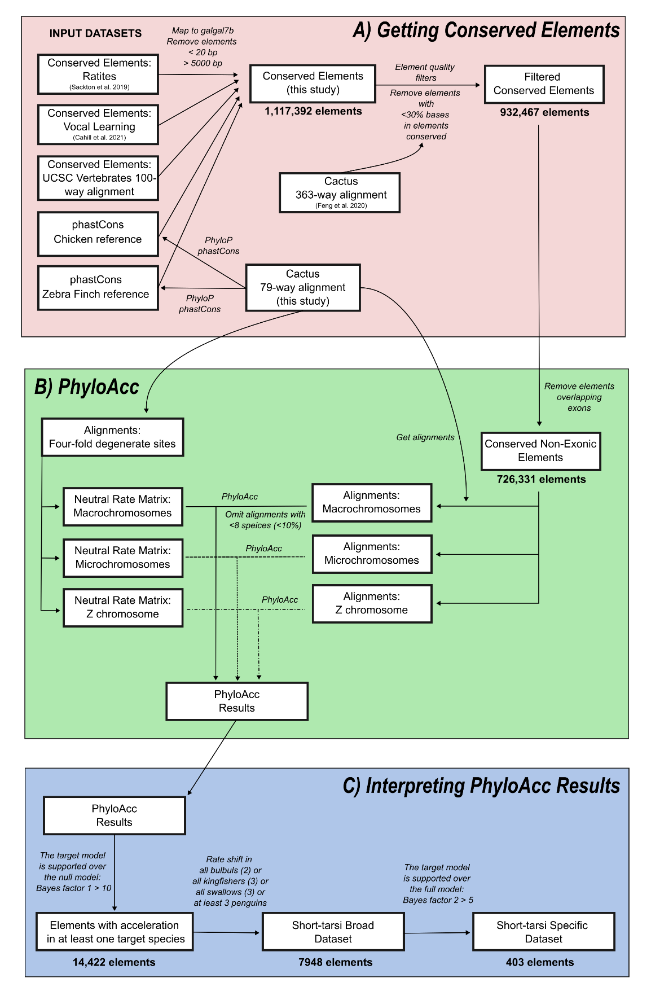 A) Getting Conserved Elements
INPUT DATASETS
Map to galgal7b
Remove elements
< 20 bp
> 5000 bp
Conserved Elements:
Ratites
(Sackton et al. 2019)
Conserved Elements:
Vocal Learning
(Cahill et al. 2021)
Conserved Elements:
UCSC Vertebrates 100-
way alignment
phastCons
Chicken reference
phastCons
Zebra Finch reference
Conserved Elements
(this study)
1,117,392 elements
Element quality
filters
Remove elements
with
<30% bases
in elements
conserved
Filtered
Conserved Elements
932,467 elements
Cactus
363-way alignment
(Feng et al. 2020)
PhyloP
phastCons
Cactus
79-way alignment
(this study)
PhyloP
phastCons
B) PhyloAcc
Remove elements
overlapping
exons
Alignments:
Four-fold degenerate sites
Get alignments
Conserved Non-Exonic
Elements
726,331 elements
Neutral Rate Matrix:
Macrochromosomes
PhyloAcc
Omit alignments with
<8 speices (<10%)
Alignments:
Macrochromosomes
Neutral Rate Matrix:
Microchromosomes
PhyloAcc
Alignments:
Microchromosomes
Neutral Rate Matrix:
Z chromosome
PhyloAcc
Alignments:
Z chromosome
PhyloAcc
Results
C) Interpreting PhyloAcc Results
PhyloAcc
Results
The target model
is supported over
the null model:
Bayes factor 1 > 10
Rate shift in
all bulbuls (2) or
all kingfishers (3) or
all swallows (3) or
at least 3 penguins
The target model
is supported over
the full model:
Bayes factor 2 > 5
Elements with acceleration
in at least one target species
14,422 elements
Short-tarsi Broad
Dataset
7948 elements
Short-tarsi Specific
Dataset
403 elements